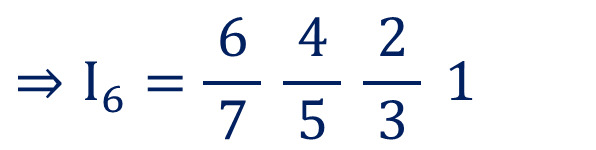 ⇒ I₆ = 6/7 4/5 2/3 1